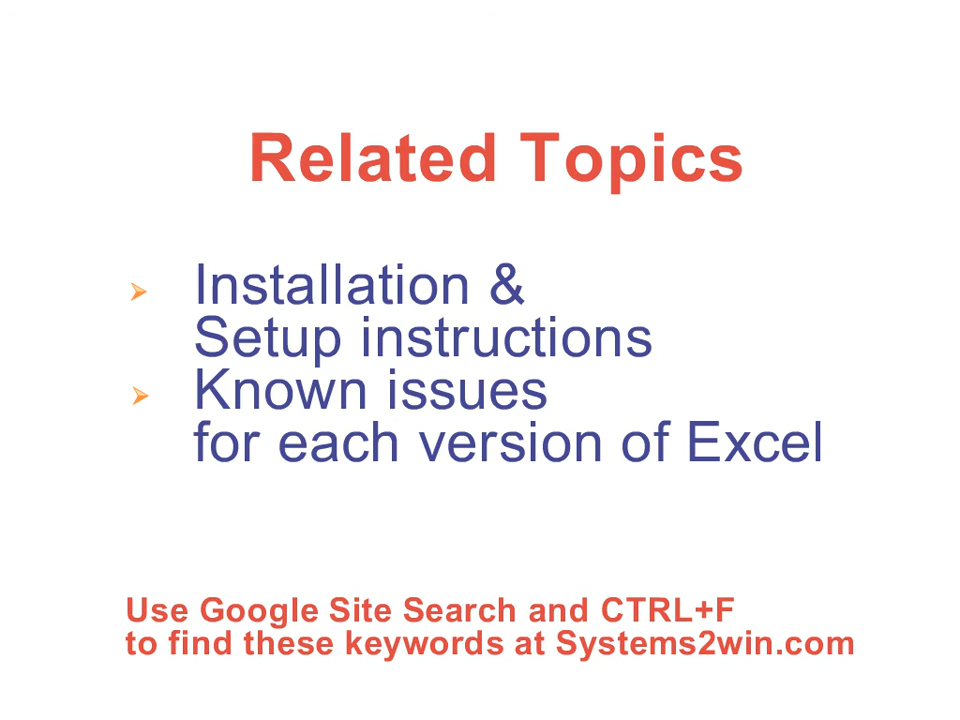 Related Topics
Installation &
Setup instructions
Known issues
for each version of Excel
Use Google Site Search and CTRL+F
to find these keywords at Systems2win.com